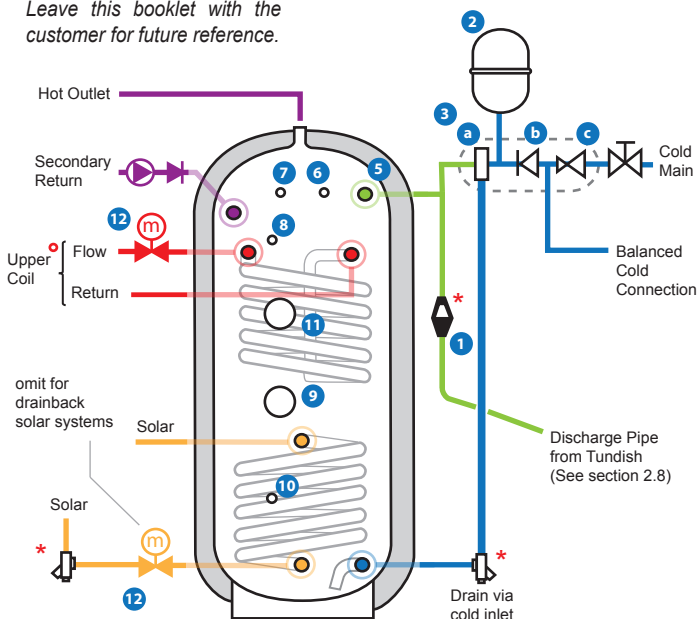 Leave this booklet with the
customer for future reference.
2
Hot Outlet
3
a
b
c
Cold
Main
Secondary
Return
7
6
5
12
m
8
Upper
Coil
Flow
Return
Balanced
Cold
Connection
*
11
1
omit for
drainback
solar systems
9
Solar
Discharge Pipe
from Tundish
(See section 2.8)
10
Solar
*
m
*
12
Drain via
cold inlet